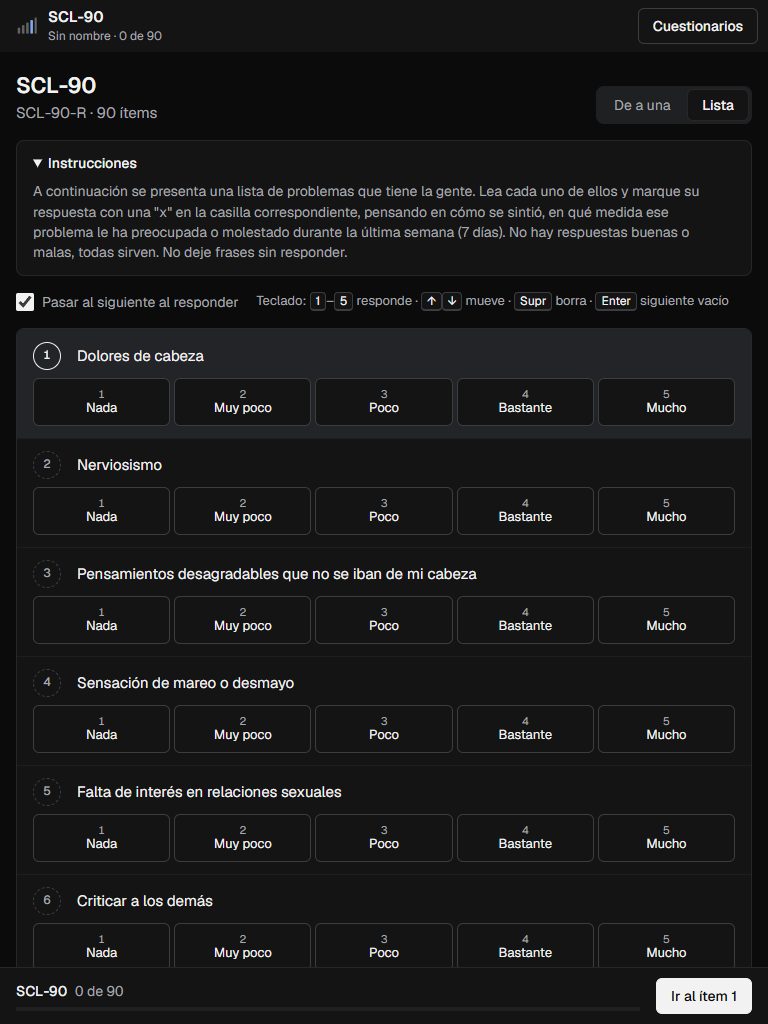 SCL-90
Sin nombre · 0 de 90
Cuestionarios
SCL-90
SCL-90-R · 90 ítems
De a una
Lista
▼ Instrucciones
A continuación se presenta una lista de problemas que tiene la gente. Lea cada uno de ellos y marque su
respuesta con una "x" en la casilla correspondiente, pensando en cómo se sintió, en qué medida ese
problema le ha preocupado o molestado durante la última semana (7 días). No hay respuestas buenas o
malas, todas sirven. No deje frases sin responder.
Pasar al siguiente al responder
Teclado: 1–5 responde · ↑ ↓ mueve · Supr borra · Enter siguiente vacío
1 Dolores de cabeza
1 2 3 4 5
Nada Muy poco Poco Bastante Mucho
2 Nerviosismo
1 2 3 4 5
Nada Muy poco Poco Bastante Mucho
3 Pensamientos desagradables que no se iban de mi cabeza
1 2 3 4 5
Nada Muy poco Poco Bastante Mucho
4 Sensación de mareo o desmayo
1 2 3 4 5
Nada Muy poco Poco Bastante Mucho
5 Falta de interés en relaciones sexuales
1 2 3 4 5
Nada Muy poco Poco Bastante Mucho
6 Criticar a los demás
1 2 3 4 5
Nada Muy poco Poco Bastante Mucho
SCL-90 0 de 90
Ir al ítem 1